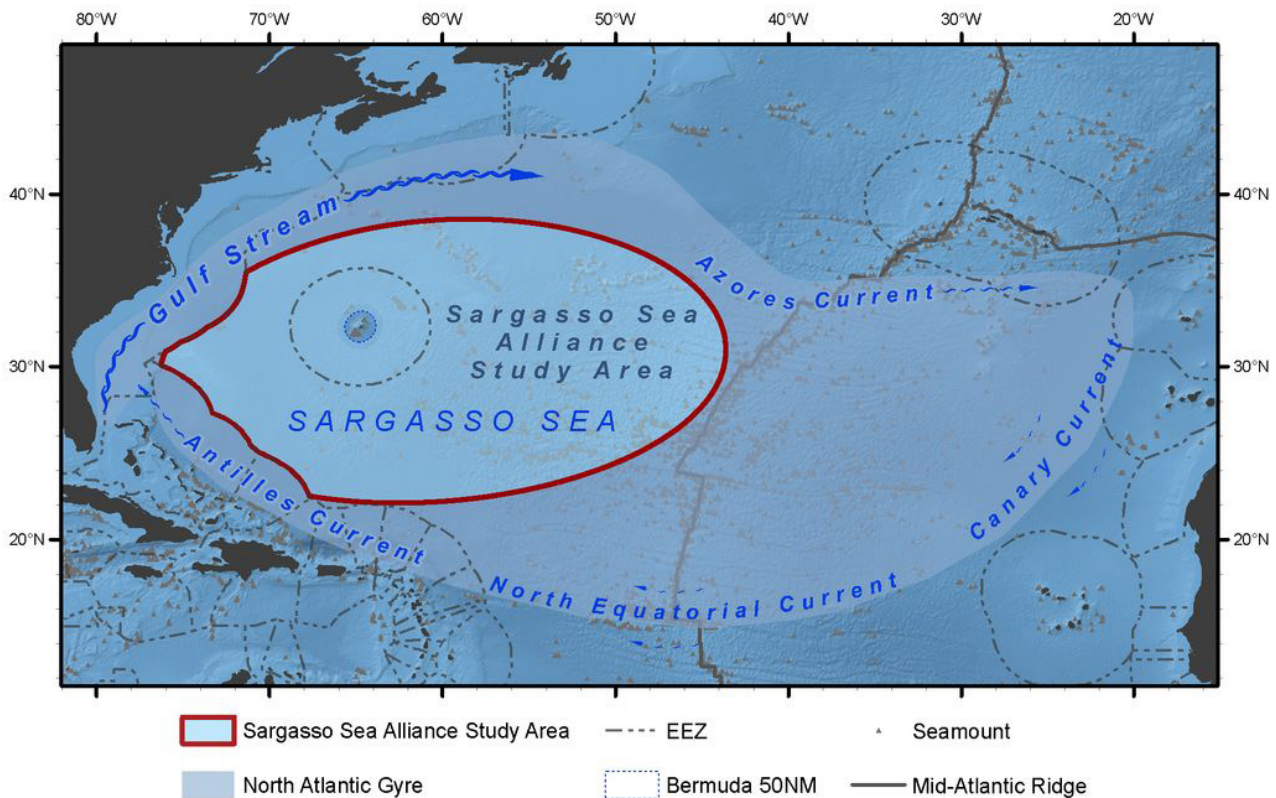 80°W 70°W 60°W 50°W 40°W 30°W 20°W
40°N
30°N
20°N
40°N
30°N
20°N
Gulf Stream
Azores Current
Sargasso Sea
Alliance
Study Area
SARGASSO SEA
Antilles Current
Canary Current
North Equatorial Current
80°W 70°W 60°W 50°W 40°W 30°W 20°W
Sargasso Sea Alliance Study Area
EEZ
Seamount
North Atlantic Gyre
Bermuda 50NM
Mid-Atlantic Ridge